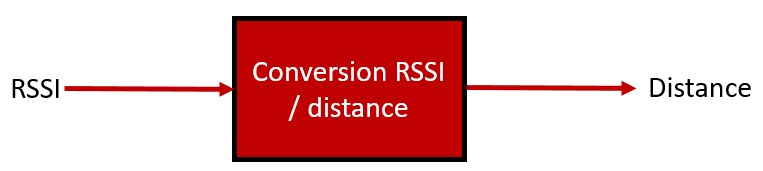 RSSI
Conversion RSSI
/ distance
Distance